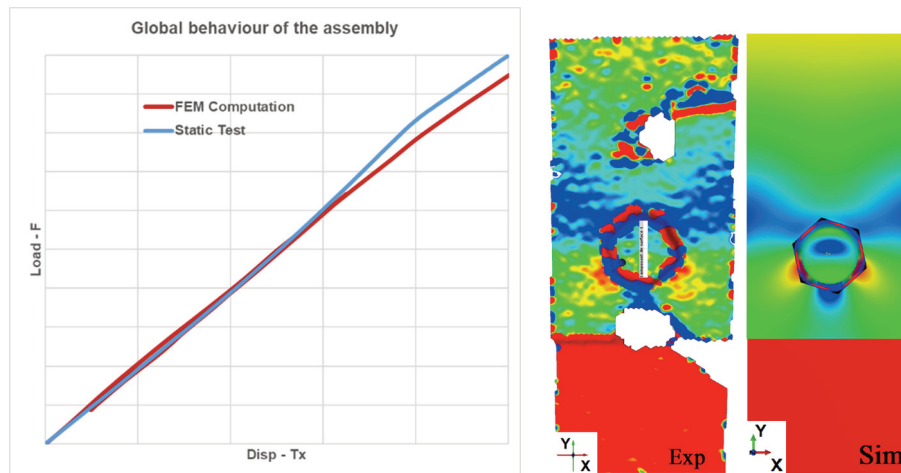 Global behaviour of the assembly
FEM Computation
Static Test
Load - F
Disp - Tx
Y
X
Exp
Y
X
Sim